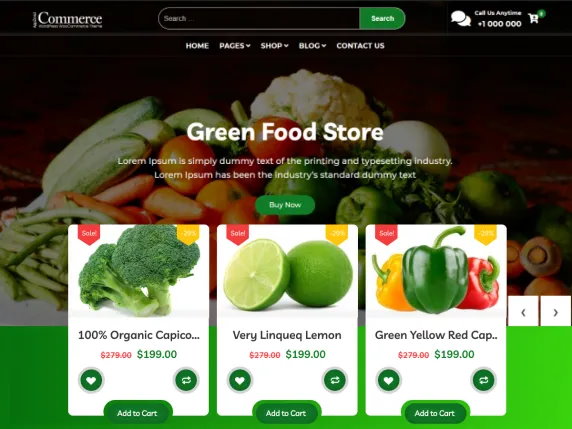 Commerce
WordPress WooCommerce Theme
Search ...
Search
Call Us Anytime
+1 000 000
HOME PAGES SHOP BLOG CONTACT US
Green Food Store
Lorem Ipsum is simply dummy text of the printing and typesetting industry.
Lorem Ipsum has been the industry's standard dummy text
Buy Now
Sale! -29% Sale! -29% Sale! -29%
100% Organic Capico... Very Linqueq Lemon Green Yellow Red Cap..
$279.00 $199.00 $279.00 $199.00 $279.00 $199.00
Add to Cart Add to Cart Add to Cart